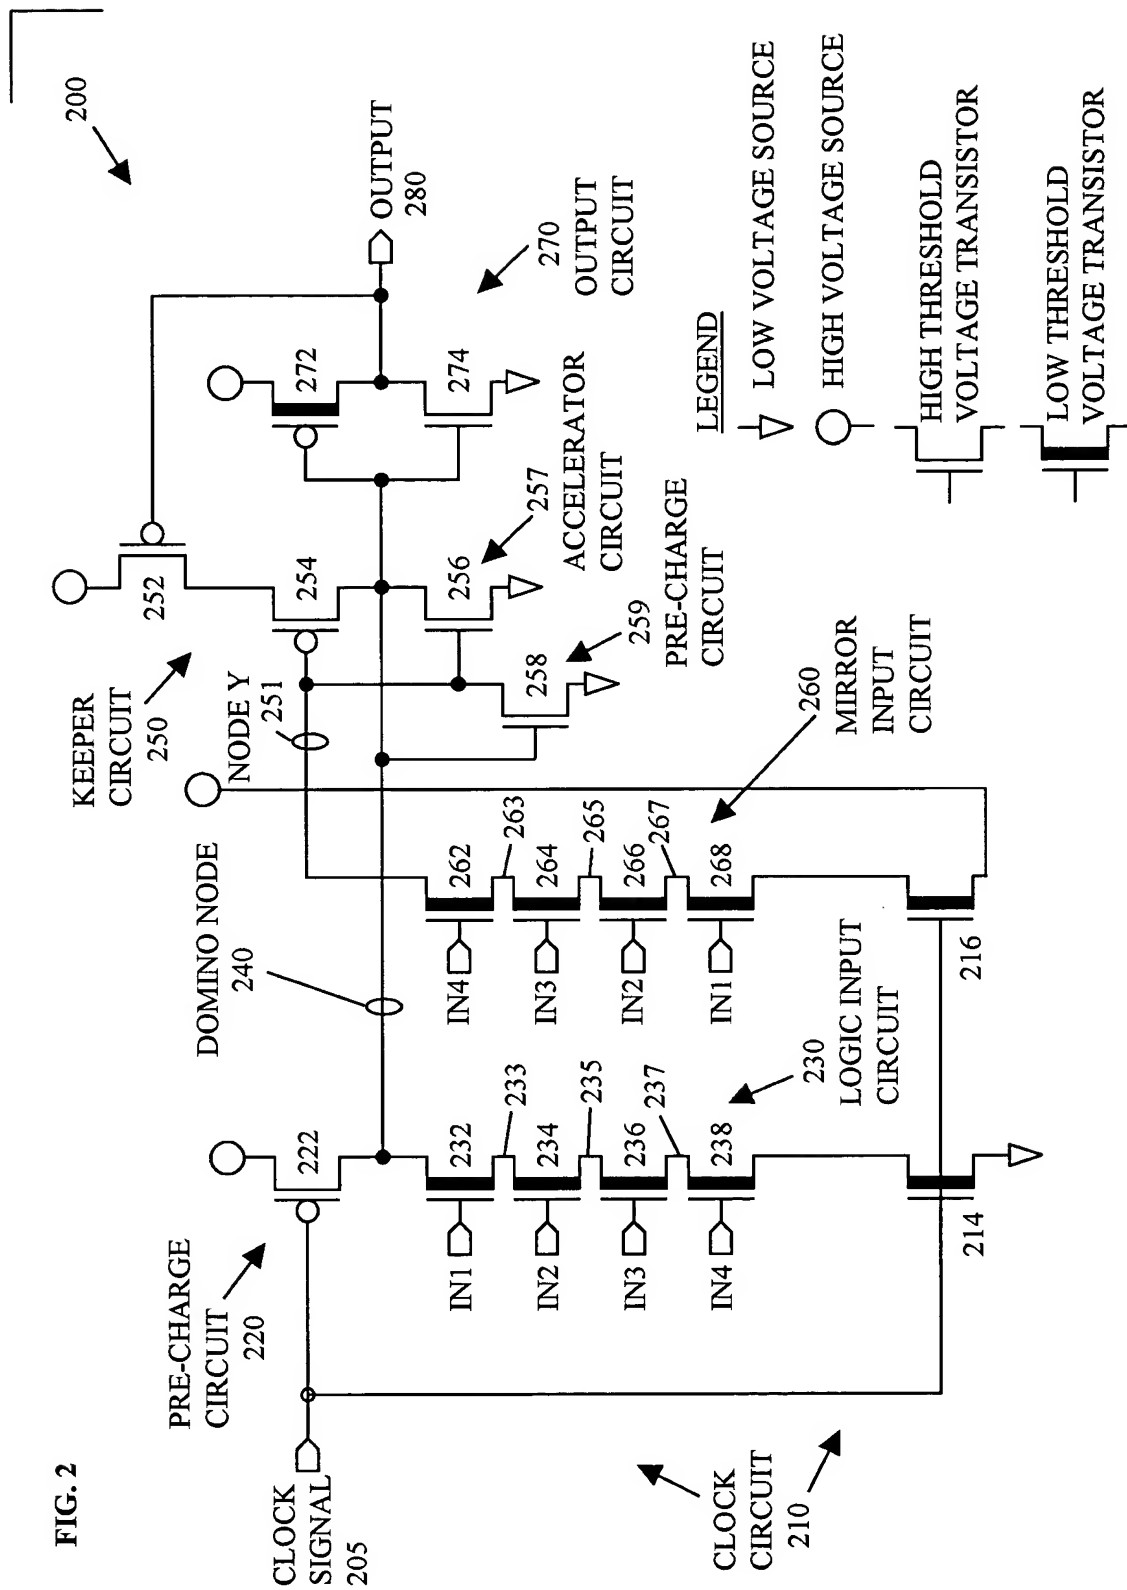 FIG. 2
200
CLOCK
SIGNAL
205
PRE-CHARGE
CIRCUIT
220
222
DOMINO NODE
240
KEEPER
CIRCUIT
250
NODE Y
251
252
254
256
258
272
274
OUTPUT
280
270
OUTPUT
CIRCUIT
257
ACCELERATOR
CIRCUIT
259
PRE-CHARGE
CIRCUIT
IN1
232
233
IN2
234
235
IN3
236
237
IN4
238
230
LOGIC INPUT
CIRCUIT
IN4
262
263
IN3
264
265
IN2
266
267
IN1
268
260
MIRROR
INPUT
CIRCUIT
214
216
CLOCK
CIRCUIT
210
LEGEND
LOW VOLTAGE SOURCE
HIGH VOLTAGE SOURCE
HIGH THRESHOLD
VOLTAGE TRANSISTOR
LOW THRESHOLD
VOLTAGE TRANSISTOR